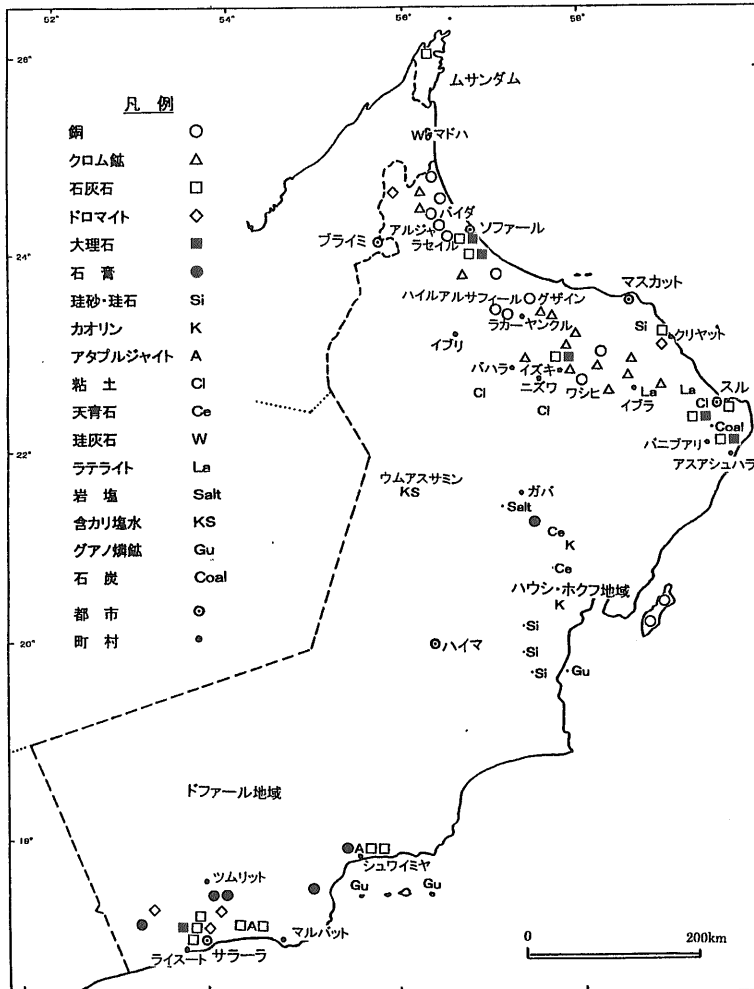 52° 54° 56° 58°
26°
ムサンダム
凡 例
銅
クロム鉱
石灰石
ドロマイト
大理石
石 膏
珪砂・珪石 Si
カオリン K
アタプルジャイト A
粘 土 Cl
天青石 Ce
珪灰石 W
ラテライト La
岩 塩 Salt
含カリ塩水 KS
グアノ燐鉱 Gu
石 炭 Coal
都 市
町 村
W マドハ
バイダ
ソファール
アルジャ
ラセイル
ブライミ
24°
マスカット
ハイルアルサフィール グザイン
Si
クリヤット
ラカー ヤンクル
イブリ
バハラ
イズキ
ニズワ
ワシヒ
イブラ
La
La
スル
Cl
Cl
Cl
Coal
バニブアリ
アスアシュハラ
22°
ウムアスサミン
KS
ガバ
Salt
Ce
K
Ce
ハウシ・ホクフ地域
K
Si
20°
ハイマ
Si
Si
Gu
ドファール地域
18°
A
シュワイミヤ
ツムリット
Gu
Gu
A
マルバット
ライスート
サラーラ
0 200km